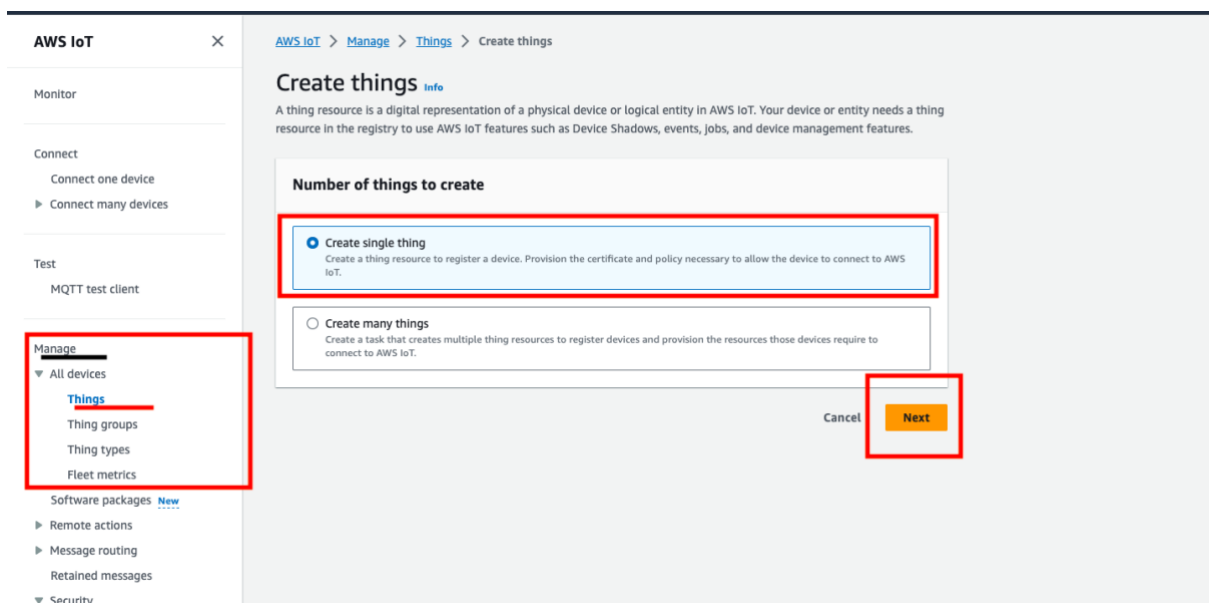 AWS IoT
Monitor
Connect
Connect one device
Connect many devices
Test
MQTT test client
Manage
All devices
Things
Thing groups
Thing types
Fleet metrics
Software packages New
Remote actions
Message routing
Retained messages
Security
AWS IoT > Manage > Things > Create things
Create things Info
A thing resource is a digital representation of a physical device or logical entity in AWS IoT. Your device or entity needs a thing
resource in the registry to use AWS IoT features such as Device Shadows, events, jobs, and device management features.
Number of things to create
Create single thing
Create a thing resource to register a device. Provision the certificate and policy necessary to allow the device to connect to AWS
IoT.
Create many things
Create a task that creates multiple thing resources to register devices and provision the resources those devices require to
connect to AWS IoT.
Cancel
Next